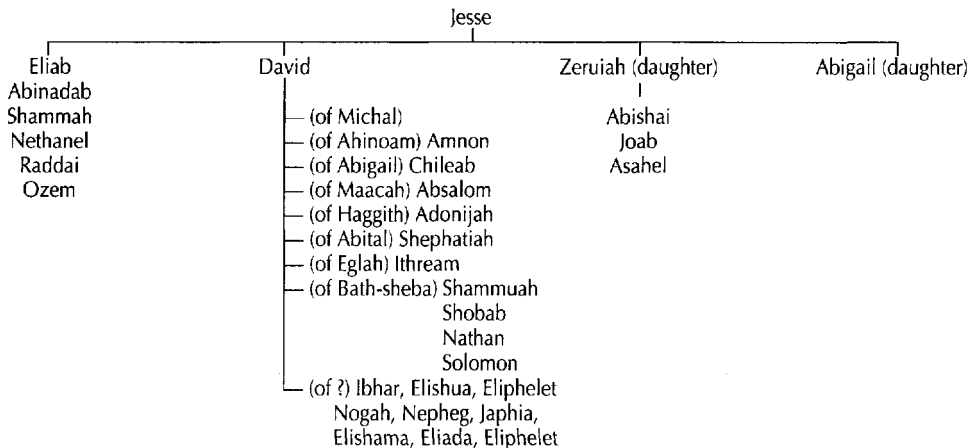 Jesse
Eliab David Zeruiah (daughter) Abigail (daughter)
Abinadab
Shammah (of Michal) Abishai
Nethanel (of Ahinoam) Amnon Joab
Raddai (of Abigail) Chileab Asahel
Ozem (of Maacah) Absalom
(of Haggith) Adonijah
(of Abital) Shephatiah
(of Eglah) Ithream
(of Bath-sheba) Shammuah
Shobab
Nathan
Solomon
(of ?) Ibhar, Elishua, Eliphelet
Nogah, Nepheg, Japhia,
Elishama, Eliada, Eliphelet